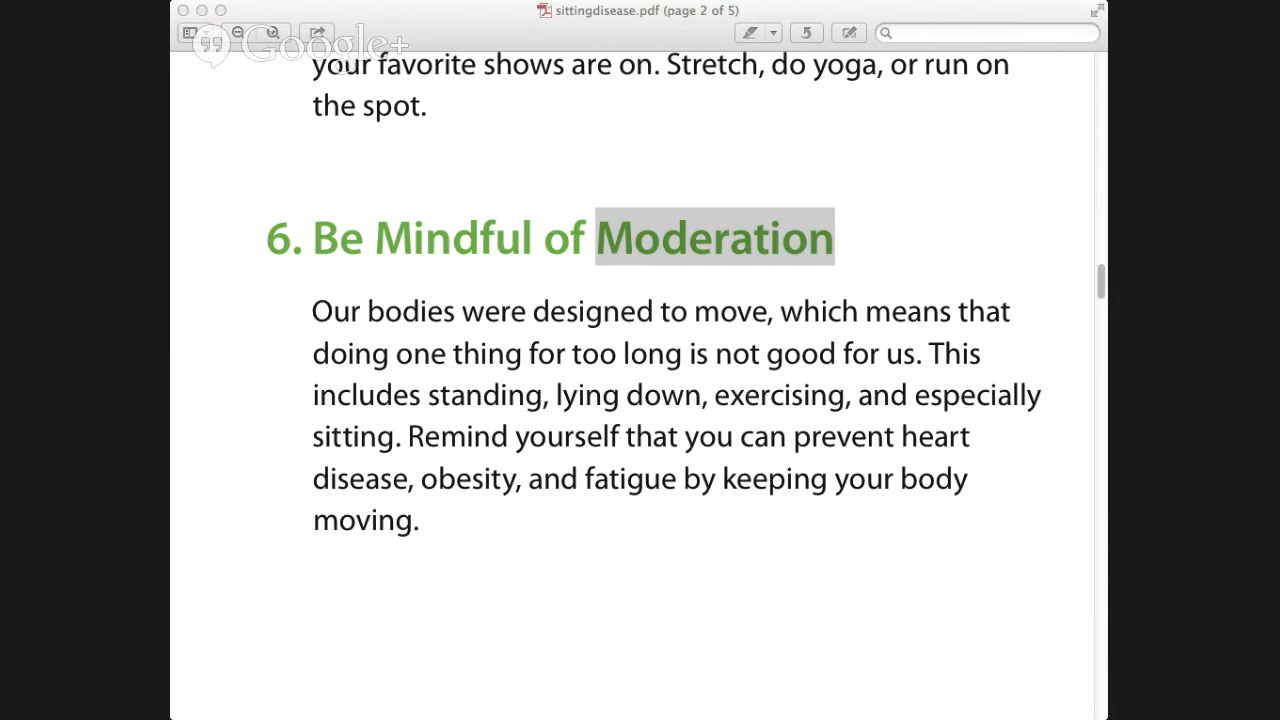 sittingdisease.pdf (page 2 of 5)
Google+
your favorite shows are on. Stretch, do yoga, or run on
the spot.
6. Be Mindful of Moderation
Our bodies were designed to move, which means that
doing one thing for too long is not good for us. This
includes standing, lying down, exercising, and especially
sitting. Remind yourself that you can prevent heart
disease, obesity, and fatigue by keeping your body
moving.